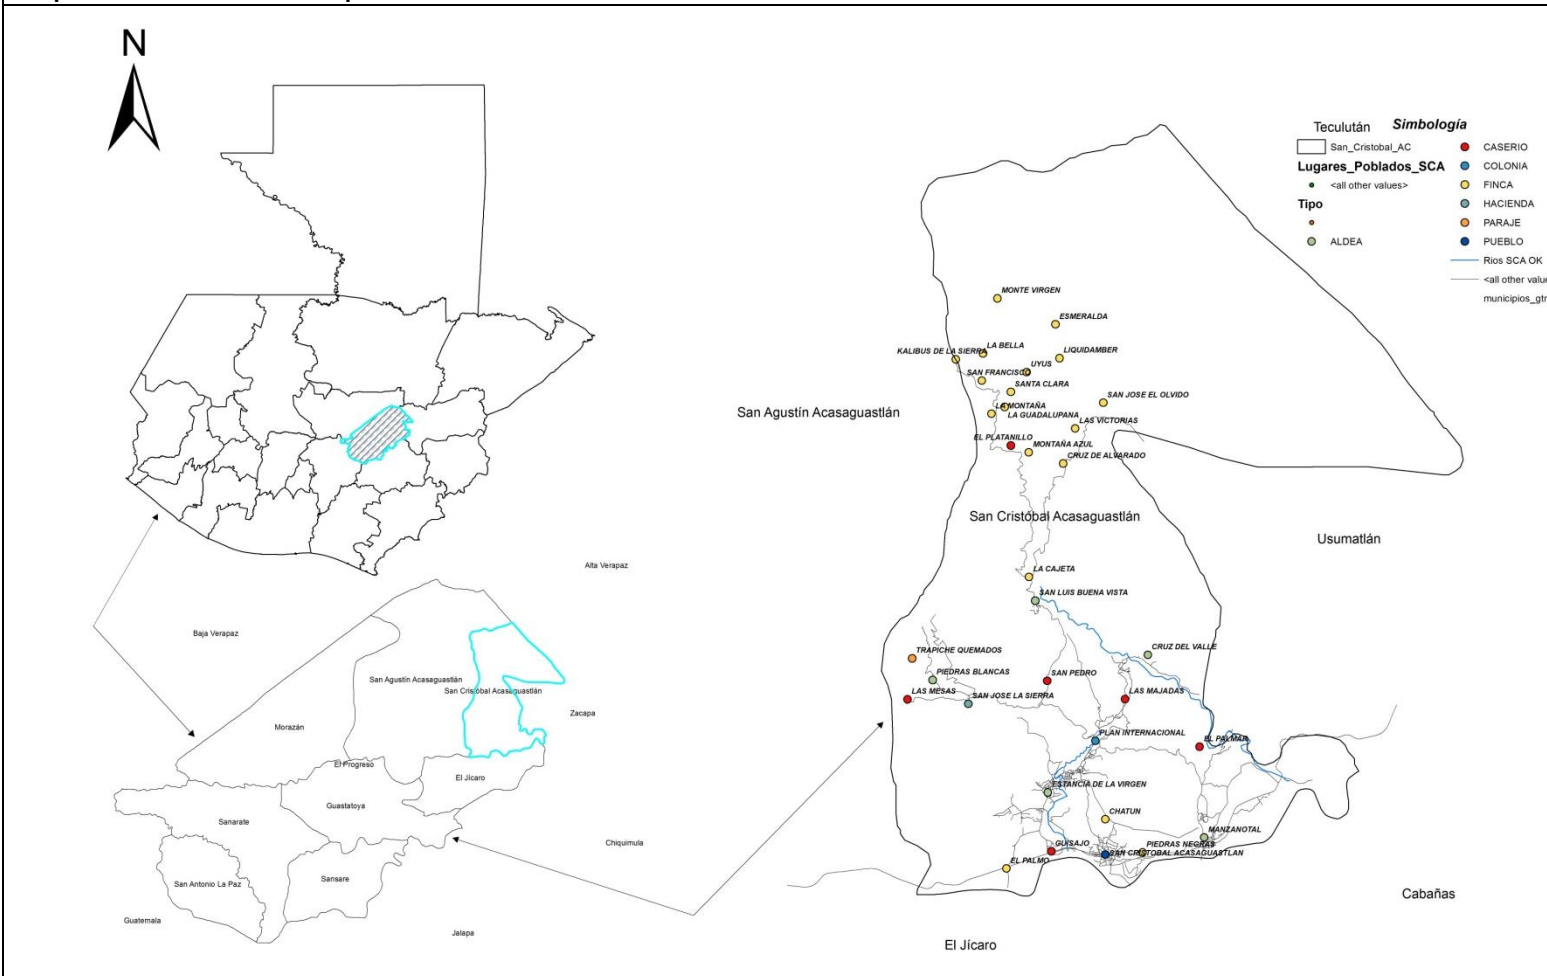 N
Teculután
Simbología
San_Cristobal_AC
Lugares_Poblados_SCA
<all other values>
Tipo
ALDEA
CASERIO
COLONIA
FINCA
HACIENDA
PARAJE
PUEBLO
Rios SCA OK
<all other value
municipios_gtm
MONTE VIRGEN
ESMERALDA
LA BELLA
KALIBUS DE LA SIERRA
LIQUIDAMBER
UYUS
SAN FRANCISCO
SANTA CLARA
SAN JOSE EL OLVIDO
LA MONTAÑA
LA GUADALUPANA
LAS VICTORIAS
EL PLATANILLO
MONTAÑA AZUL
CRUZ DE ALVARADO
San Agustín Acasaguastlán
San Cristóbal Acasaguastlán
Usumatlán
LA CAJETA
SAN LUIS BUENA VISTA
CRUZ DEL VALLE
TRAPICHE QUEMADOS
PIEDRAS BLANCAS
SAN PEDRO
LAS MESAS
SAN JOSE LA SIERRA
LAS MAJADAS
PLAN INTERNACIONAL
EL PALMAR
ESTANCIA DE LA VIRGEN
CHATUN
MANZANOTAL
GUISAJO
PIEDRAS NEGRAS
SAN CRISTOBAL ACASAGUASTLAN
EL PALMO
Cabañas
El Jícaro
Alta Verapaz
Baja Verapaz
San Agustín Acasaguastlán
San Cristóbal Acasaguastlán
Zacapa
Morazán
El Progreso
El Jícaro
Guastatoya
Sanarate
Chiquimula
Sansare
San Antonio La Paz
Guatemala
Jalapa